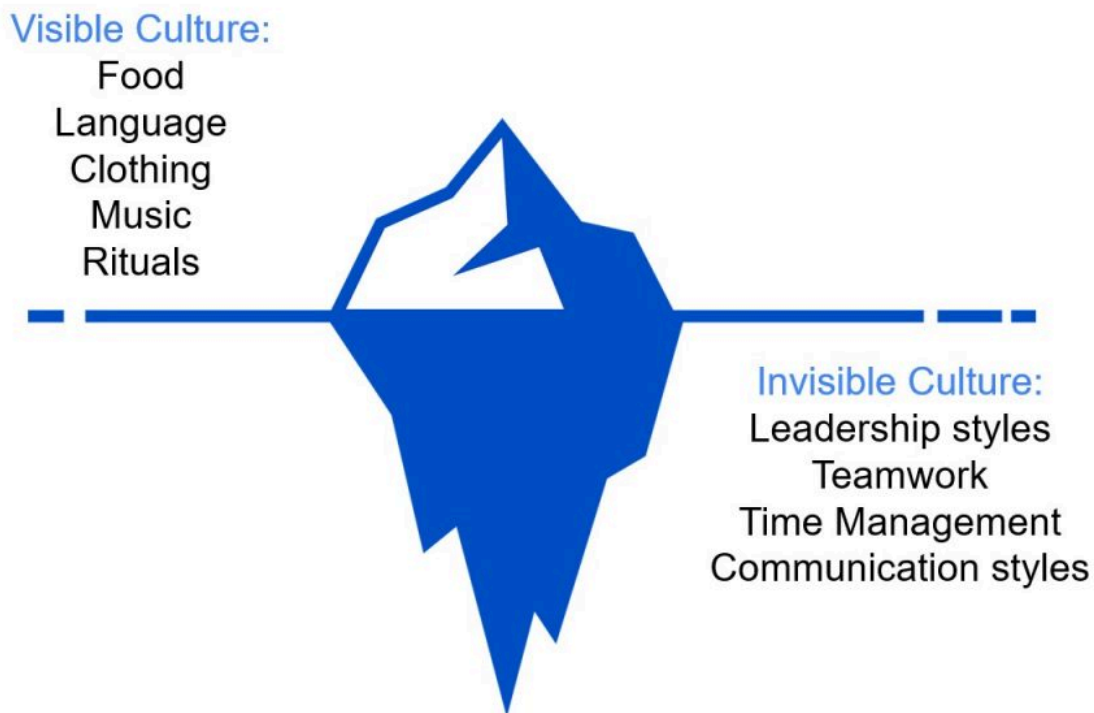 Visible Culture:
Food
Language
Clothing
Music
Rituals
Invisible Culture:
Leadership styles
Teamwork
Time Management
Communication styles